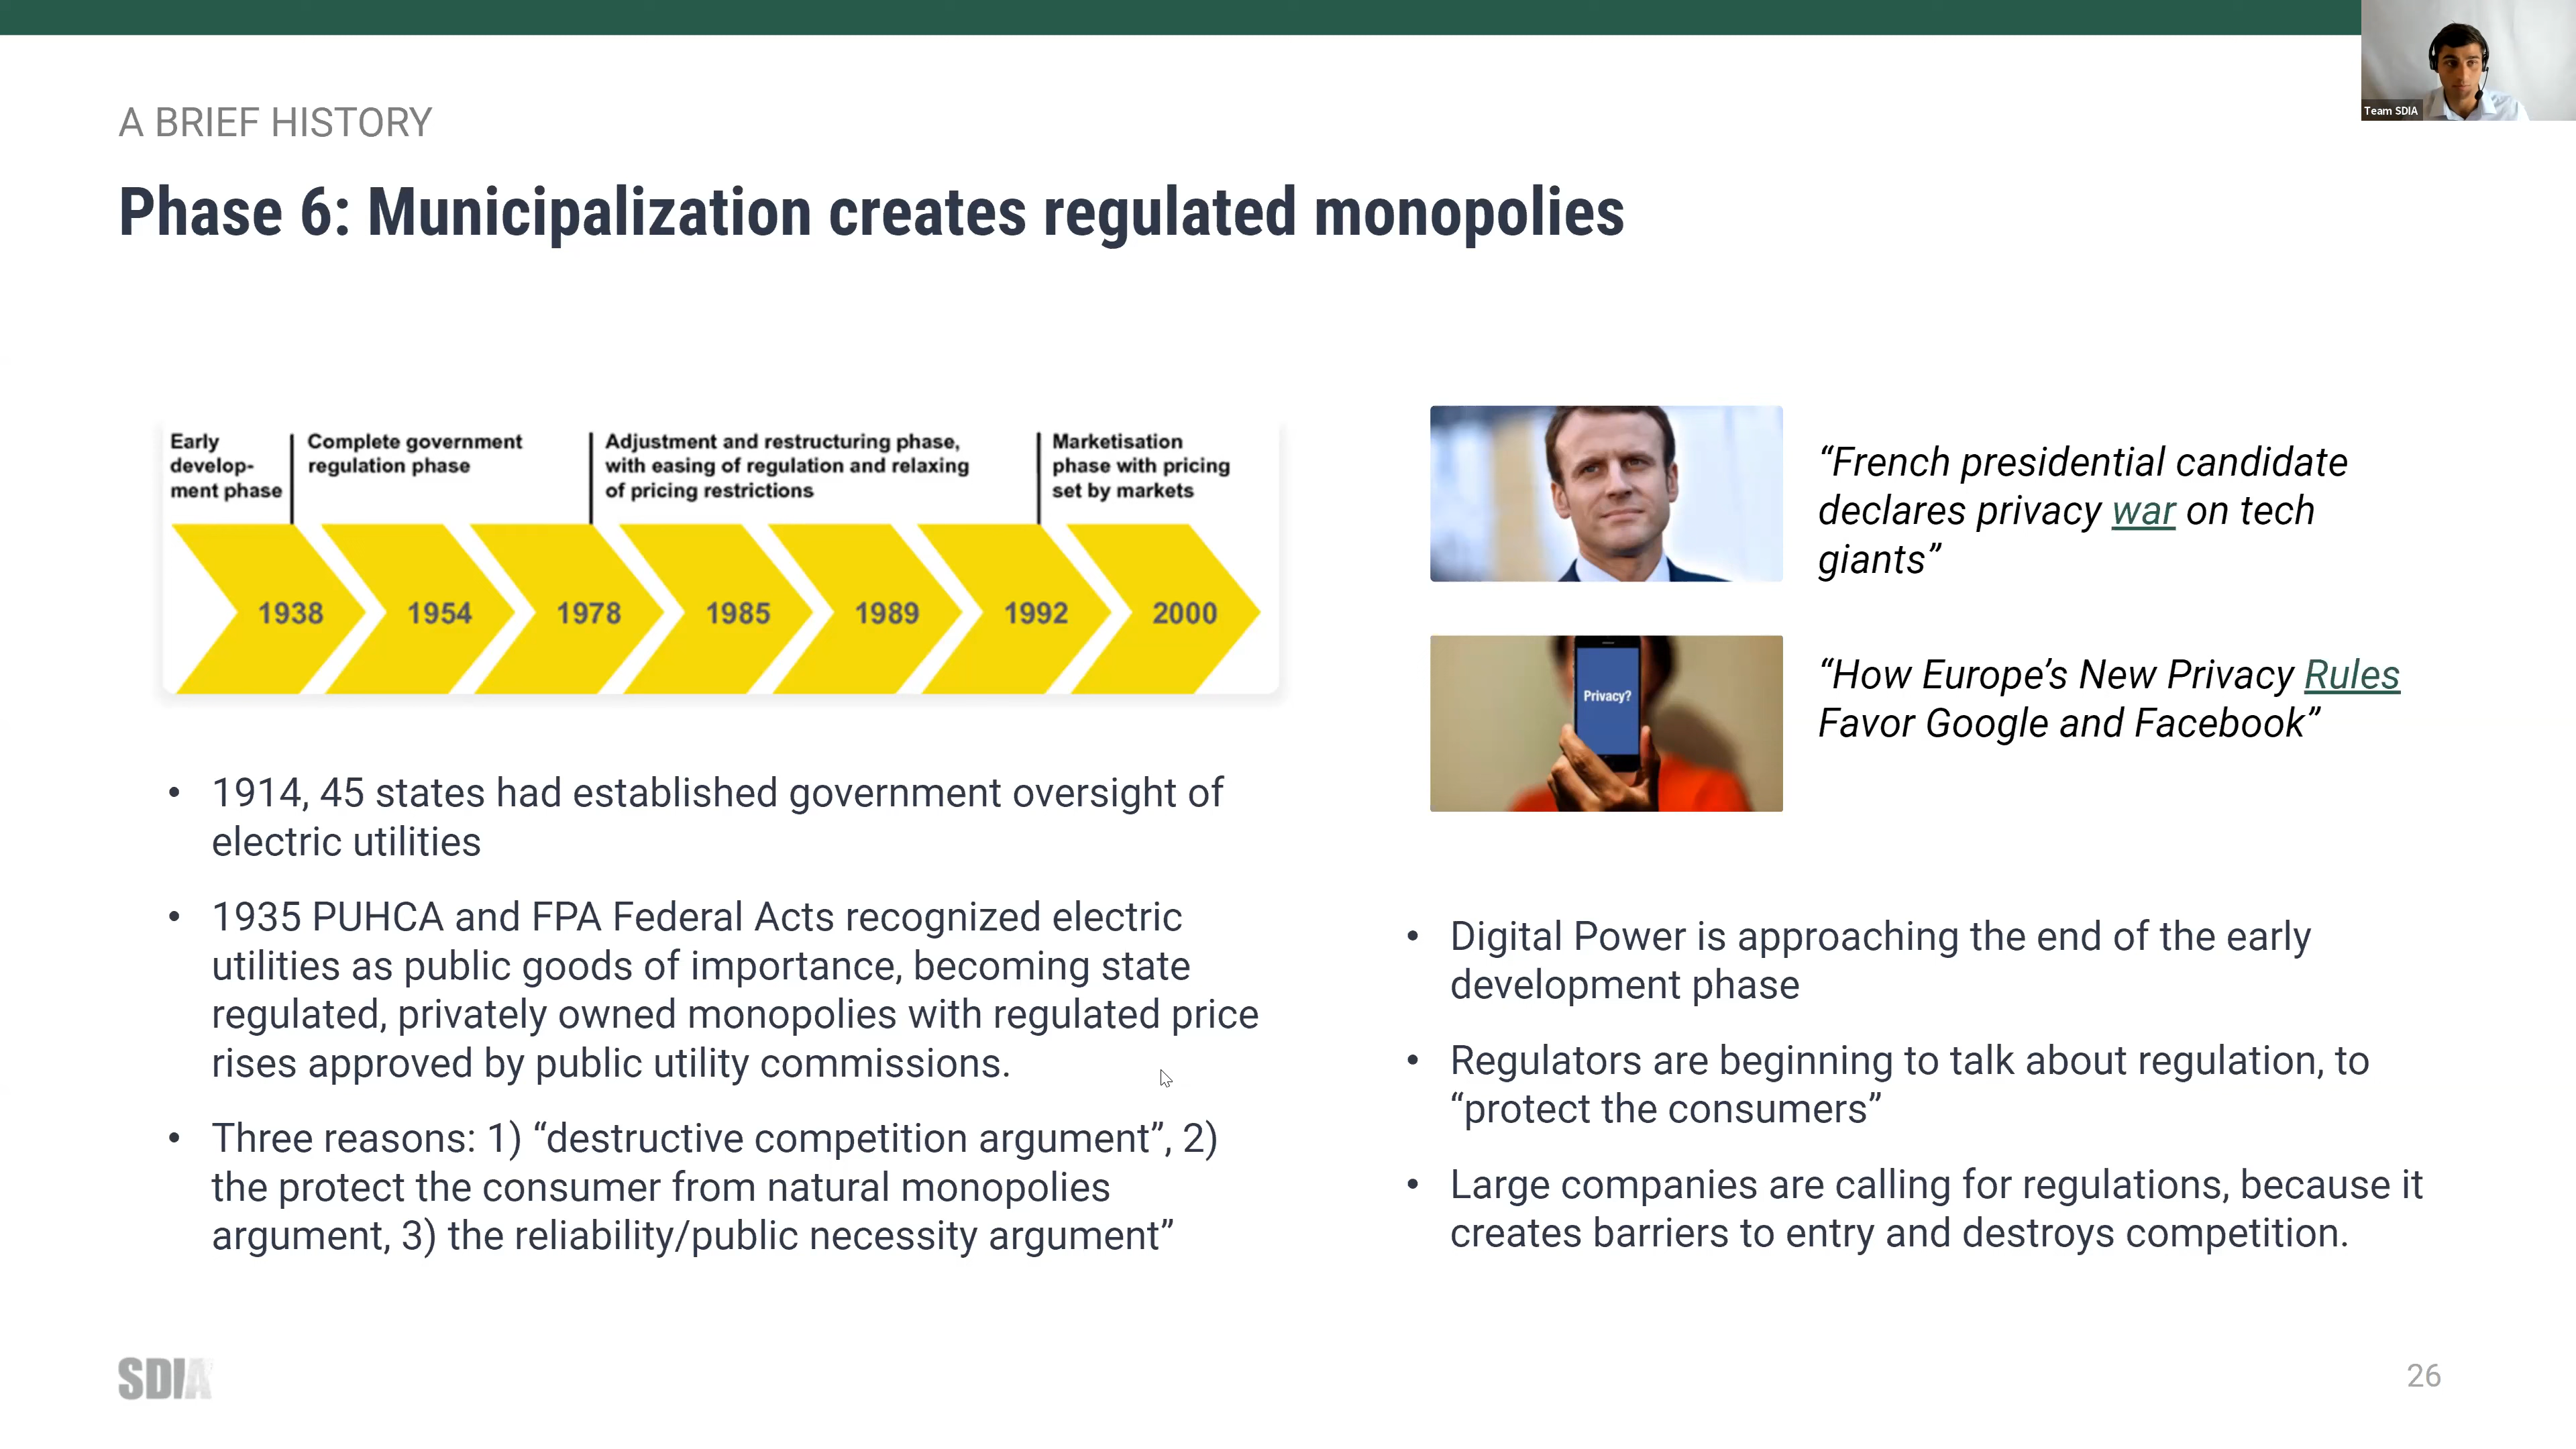 Team SDIA
A BRIEF HISTORY
Phase 6: Municipalization creates regulated monopolies
Early
develop-
ment phase
Complete government
regulation phase
Adjustment and restructuring phase,
with easing of regulation and relaxing
of pricing restrictions
Marketisation
phase with pricing
set by markets
1938
1954
1978
1985
1989
1992
2000
• 1914, 45 states had established government oversight of
electric utilities
• 1935 PUHCA and FPA Federal Acts recognized electric
utilities as public goods of importance, becoming state
regulated, privately owned monopolies with regulated price
rises approved by public utility commissions.
• Three reasons: 1) “destructive competition argument”, 2)
the protect the consumer from natural monopolies
argument, 3) the reliability/public necessity argument”
“French presidential candidate
declares privacy war on tech
giants”
Privacy?
“How Europe’s New Privacy Rules
Favor Google and Facebook”
• Digital Power is approaching the end of the early
development phase
• Regulators are beginning to talk about regulation, to
“protect the consumers”
• Large companies are calling for regulations, because it
creates barriers to entry and destroys competition.
SDIA
26